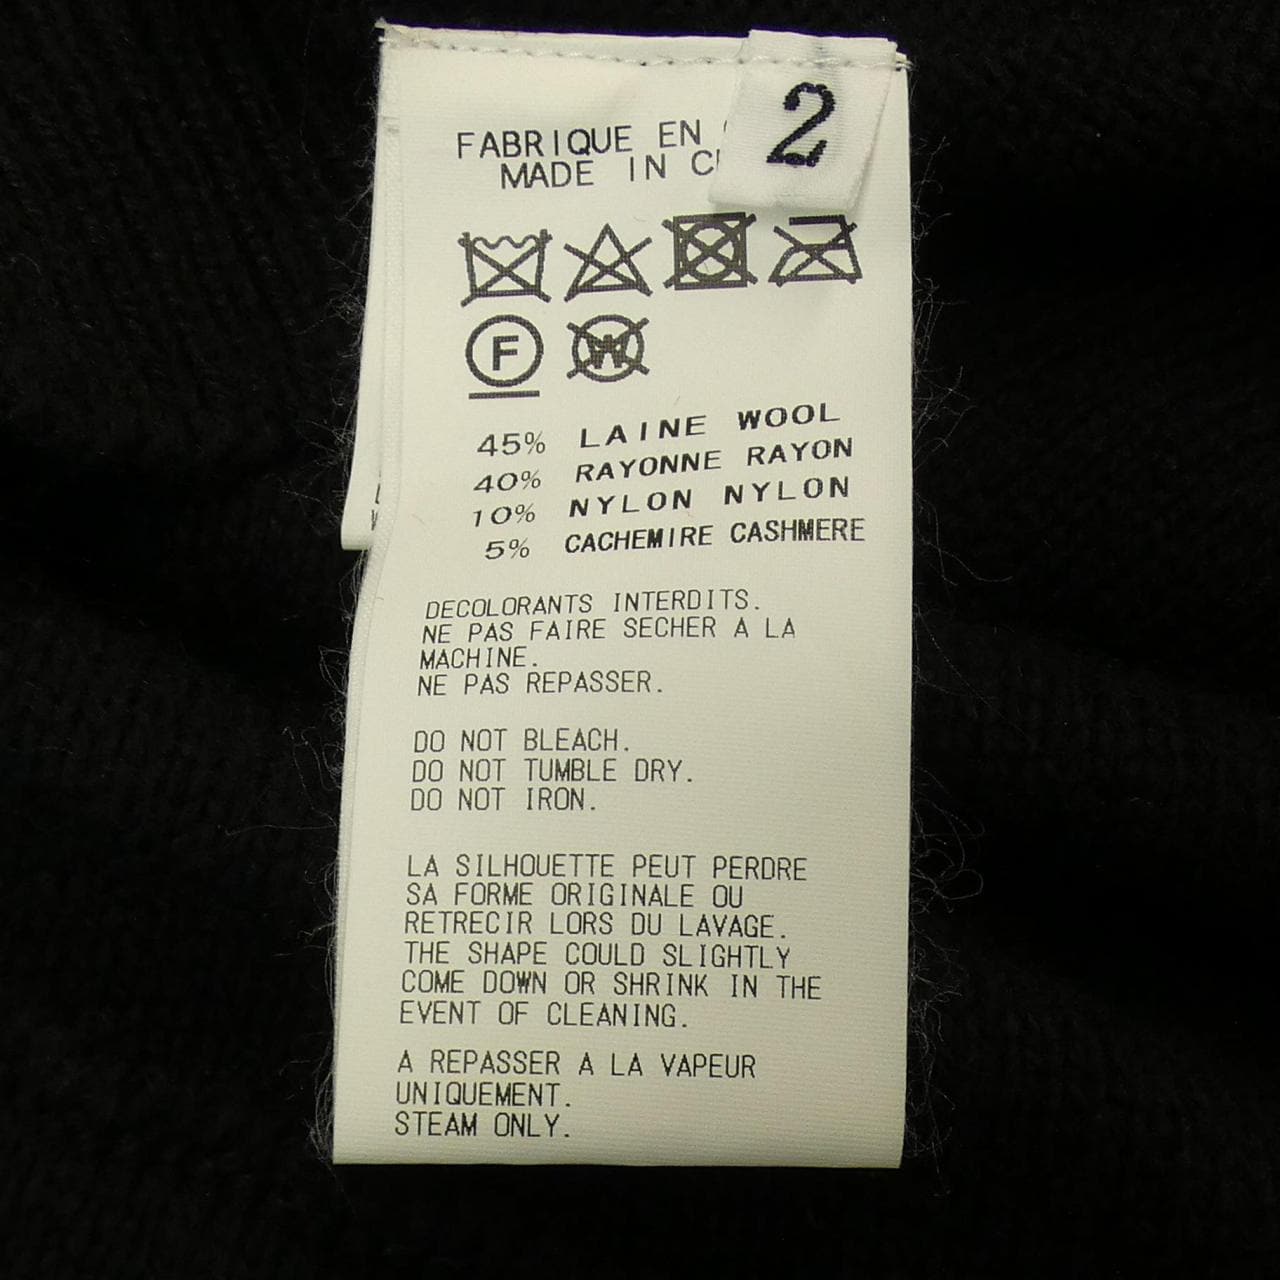 2
FABRIQUE EN
MADE IN
F W
45% LAINE WOOL
40% RAYONNE RAYON
10% NYLON NYLON
5% CACHEMIRE CASHMERE
DECOLORANTS INTERDITS.
NE PAS FAIRE SECHER A LA
MACHINE.
NE PAS REPASSER.
DO NOT BLEACH.
DO NOT TUMBLE DRY.
DO NOT IRON.
LA SILHOUETTE PEUT PERDRE
SA FORME ORIGINALE OU
RETRECIR LORS DU LAVAGE.
THE SHAPE COULD SLIGHTLY
COME DOWN OR SHRINK IN THE
EVENT OF CLEANING.
A REPASSER A LA VAPEUR
UNIQUEMENT.
STEAM ONLY.